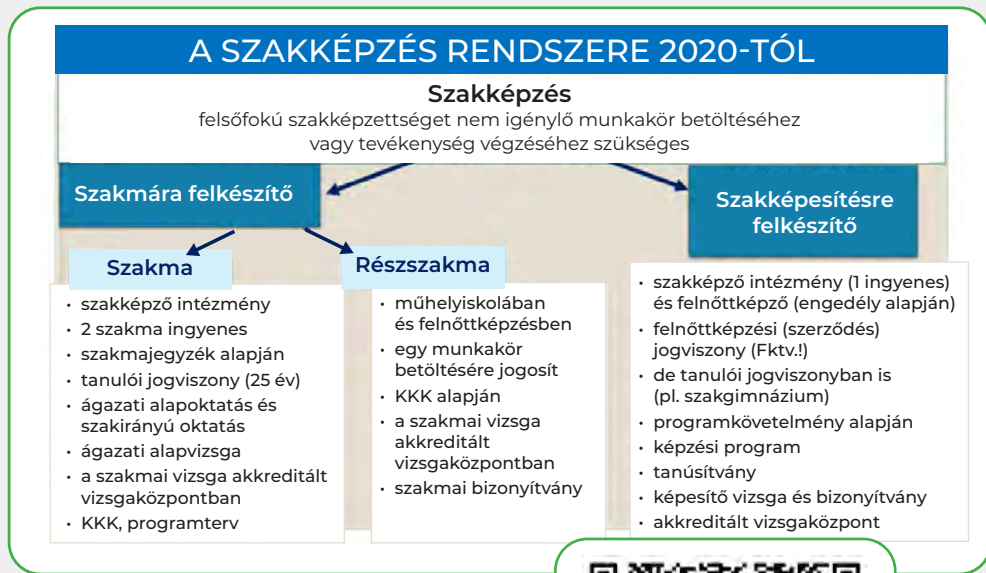 A SZAKKÉPZÉS RENDSZERE 2020-TÓL
Szakképzés
felsőfokú szakképzettséget nem igénylő munkakör betöltéséhez
vagy tevékenység végzéséhez szükséges
Szakmára felkészítő
Szakma
· szakképző intézmény
· 2 szakma ingyenes
· szakmajegyzék alapján
· tanulói jogviszony (25 év)
· ágazati alapoktatás és
szakirányú oktatás
· ágazati alapvizsga
· a szakmai vizsga akkreditált
vizsgaközpontban
· KKK, programterv
Részszakma
· műhelyiskolában
és felnőttképzésben
· egy munkakör
betöltésére jogosít
· KKK alapján
· a szakmai vizsga
akkreditált
vizsgaközpontban
· szakmai bizonyítvány
Szakképesítésre
felkészítő
· szakképző intézmény (1 ingyenes)
és felnőttképző (engedély alapján)
· felnőttképzési (szerződés)
jogviszony (Fktv.!)
· de tanulói jogviszonyban is
(pl. szakgimnázium)
· programkövetelmény alapján
· képzési program
· tanúsítvány
· képesítő vizsga és bizonyítvány
· akkreditált vizsgaközpont